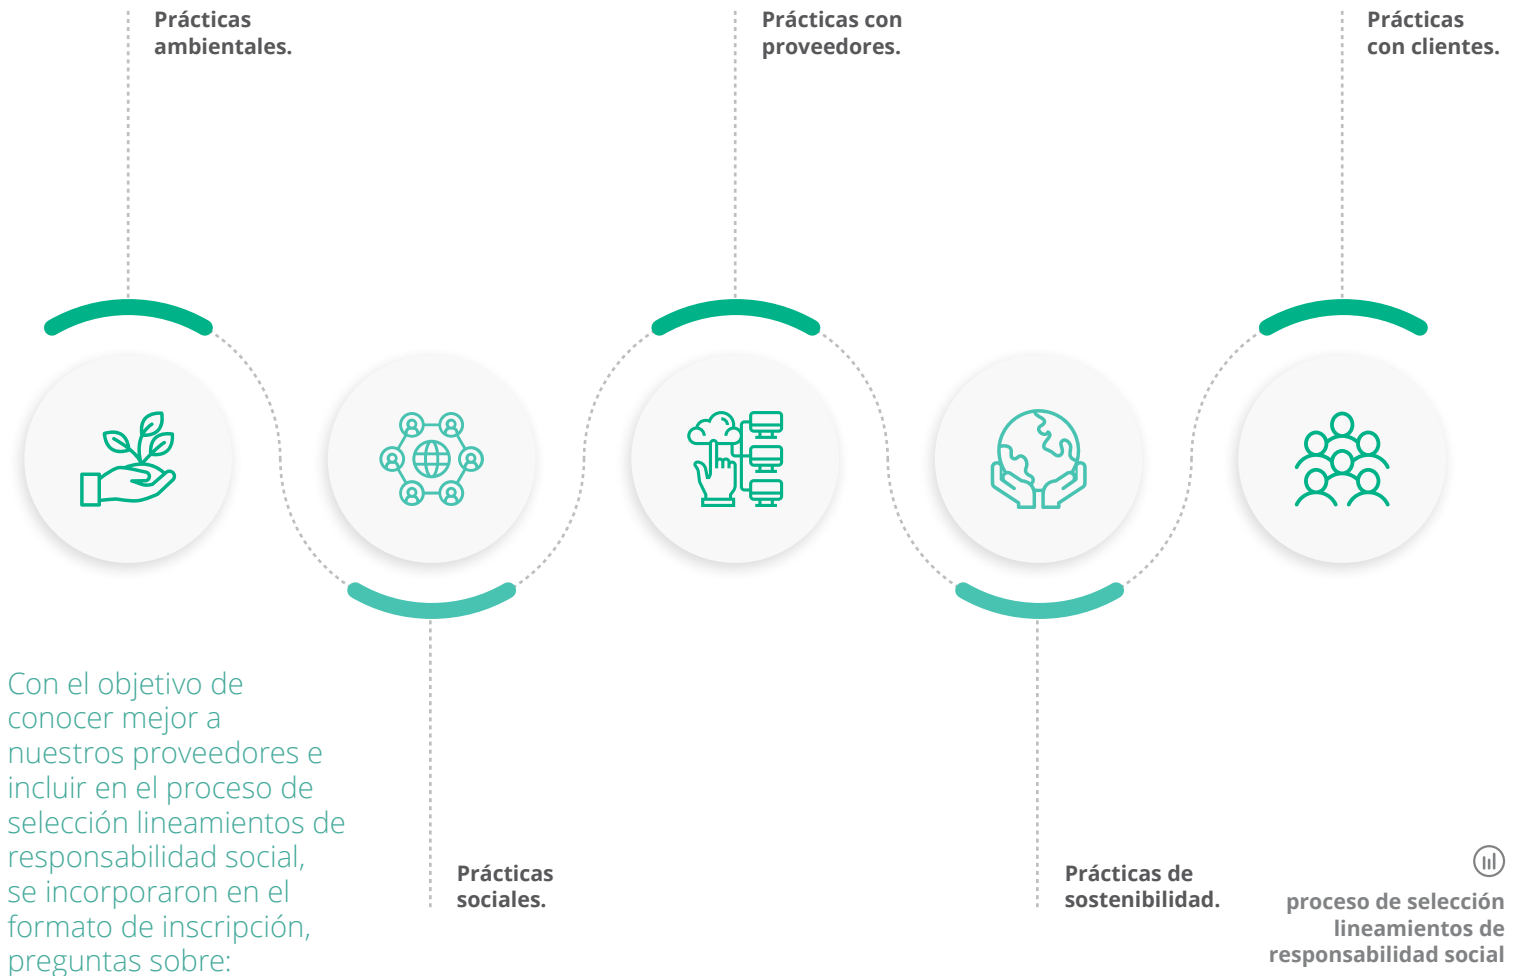 Prácticas
ambientales.
Prácticas con
proveedores.
Prácticas
con clientes.
Con el objetivo de
conocer mejor a
nuestros proveedores e
incluir en el proceso de
selección lineamientos de
responsabilidad social,
se incorporaron en el
formato de inscripción,
preguntas sobre:
Prácticas
sociales.
Prácticas de
sostenibilidad.
proceso de selección
lineamientos de
responsabilidad social